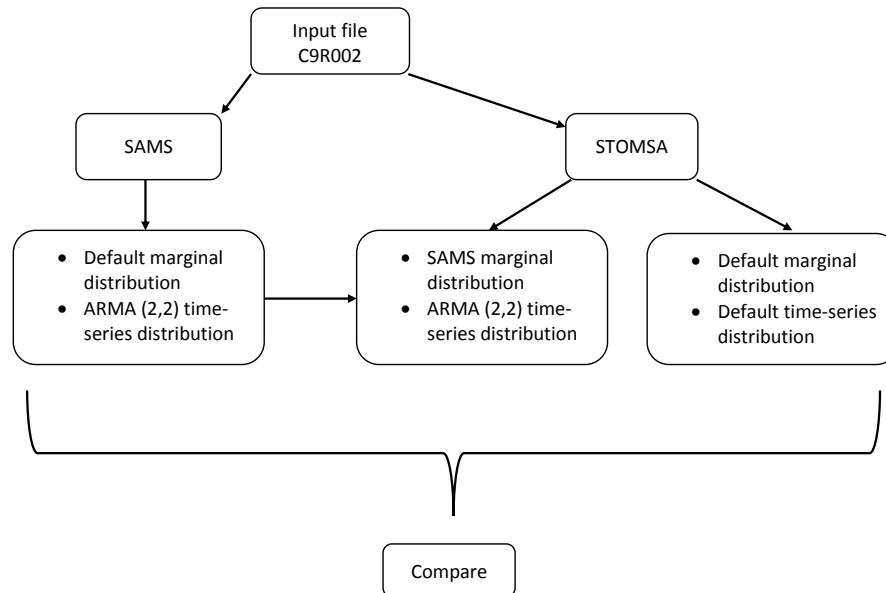 Input file
C9R002
SAMS
STOMSA
• Default marginal
distribution
• ARMA (2,2) time-
series distribution
• SAMS marginal
distribution
• ARMA (2,2) time-
series distribution
• Default marginal
distribution
• Default time-series
distribution
Compare